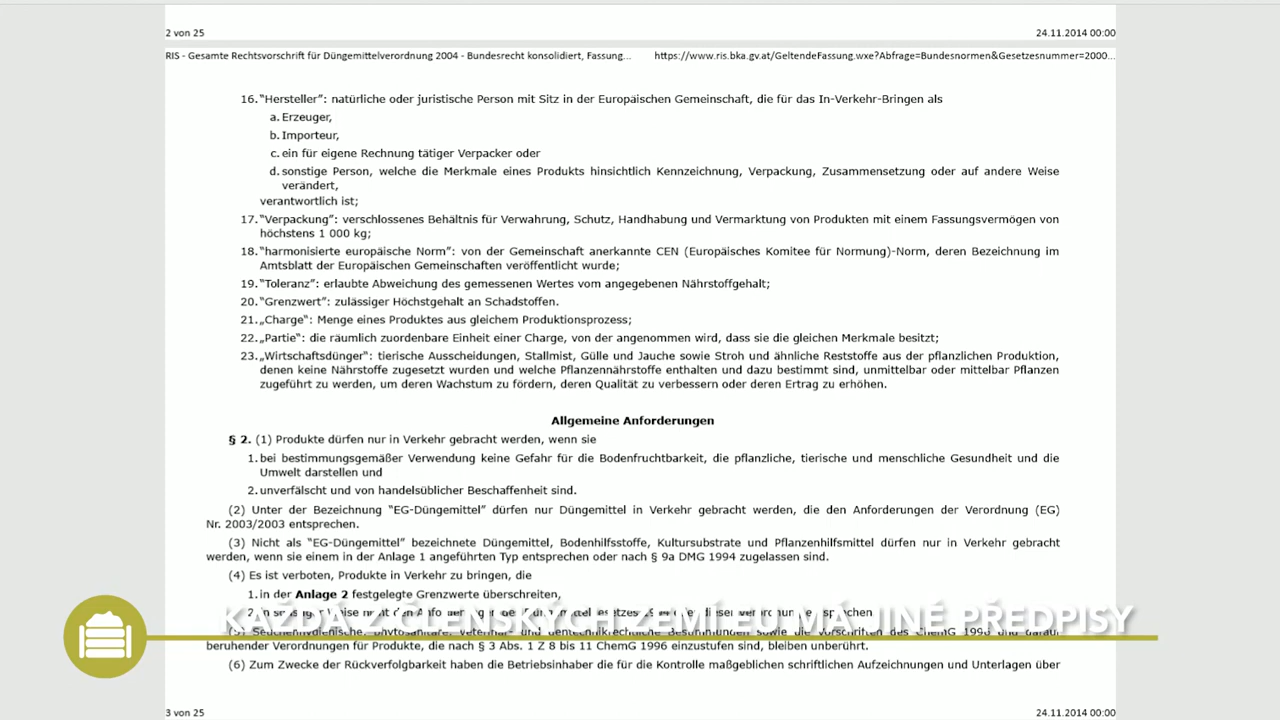 2 von 25 24.11.2014 00:00
RIS - Gesamte Rechtsvorschrift für Düngemittelverordnung 2004 - Bundesrecht konsolidiert, Fassung... https://www.ris.bka.gv.at/GeltendeFassung.wxe?Abfrage=Bundesnormen&Gesetzesnummer=2000...
16. "Hersteller": natürliche oder juristische Person mit Sitz in der Europäischen Gemeinschaft, die für das In-Verkehr-Bringen als
a. Erzeuger,
b. Importeur,
c. ein für eigene Rechnung tätiger Verpacker oder
d. sonstige Person, welche die Merkmale eines Produkts hinsichtlich Kennzeichnung, Verpackung, Zusammensetzung oder auf andere Weise
verändert,
verantwortlich ist;
17. "Verpackung": verschlossenes Behältnis für Verwahrung, Schutz, Handhabung und Vermarktung von Produkten mit einem Fassungsvermögen von
höchstens 1 000 kg;
18. "harmonisierte europäische Norm": von der Gemeinschaft anerkannte CEN (Europäisches Komitee für Normung)-Norm, deren Bezeichnung im
Amtsblatt der Europäischen Gemeinschaften veröffentlicht wurde;
19. "Toleranz": erlaubte Abweichung des gemessenen Wertes vom angegebenen Nährstoffgehalt;
20. "Grenzwert": zulässiger Höchstgehalt an Schadstoffen.
21. „Charge“: Menge eines Produktes aus gleichem Produktionsprozess;
22. „Partie“: die räumlich zuordenbare Einheit einer Charge, von der angenommen wird, dass sie die gleichen Merkmale besitzt;
23. „Wirtschaftsdünger“: tierische Ausscheidungen, Stallmist, Gülle und Jauche sowie Stroh und ähnliche Reststoffe aus der pflanzlichen Produktion,
denen keine Nährstoffe zugesetzt wurden und welche Pflanzennährstoffe enthalten und dazu bestimmt sind, unmittelbar oder mittelbar Pflanzen
zugeführt zu werden, um deren Wachstum zu fördern, deren Qualität zu verbessern oder deren Ertrag zu erhöhen.
Allgemeine Anforderungen
§ 2. (1) Produkte dürfen nur in Verkehr gebracht werden, wenn sie
1. bei bestimmungsgemäßer Verwendung keine Gefahr für die Bodenfruchtbarkeit, die pflanzliche, tierische und menschliche Gesundheit und die
Umwelt darstellen und
2. unverfälscht und von handelsüblicher Beschaffenheit sind.
(2) Unter der Bezeichnung "EG-Düngemittel" dürfen nur Düngemittel in Verkehr gebracht werden, die den Anforderungen der Verordnung (EG)
Nr. 2003/2003 entsprechen.
(3) Nicht als "EG-Düngemittel" bezeichnete Düngemittel, Bodenhilfsstoffe, Kultursubstrate und Pflanzenhilfsmittel dürfen nur in Verkehr gebracht
werden, wenn sie einem in der Anlage 1 angeführten Typ entsprechen oder nach § 9a DMG 1994 zugelassen sind.
(4) Es ist verboten, Produkte in Verkehr zu bringen, die
1. in der Anlage 2 festgelegte Grenzwerte überschreiten,
KAŽDÁ Z ČLENSKÝCH ZEMÍ EU MÁ JINÉ PŘEDPISY
beruhender Verordnungen für Produkte, die nach § 3 Abs. 1 Z 8 bis 11 ChemG 1996 einzustufen sind, bleiben unberührt.
(6) Zum Zwecke der Rückverfolgbarkeit haben die Betriebsinhaber die für die Kontrolle maßgeblichen schriftlichen Aufzeichnungen und Unterlagen über
3 von 25 24.11.2014 00:00